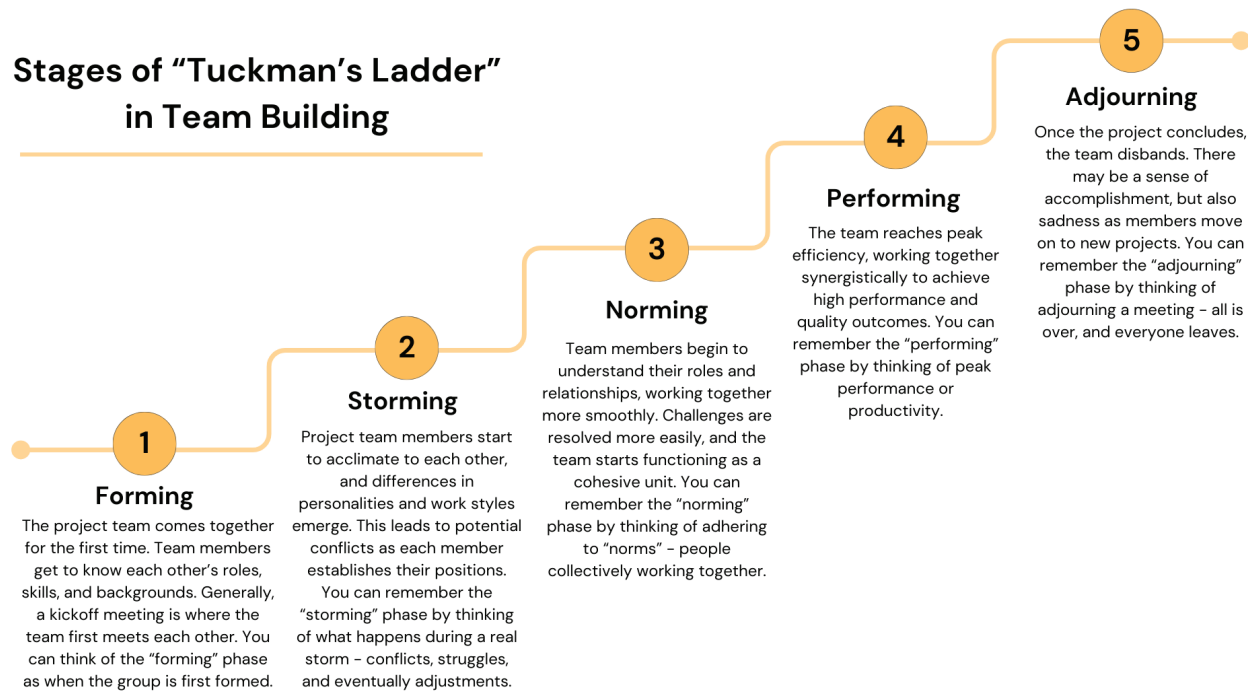 Stages of “Tuckman’s Ladder”
in Team Building
1
Forming
The project team comes together
for the first time. Team members
get to know each other’s roles,
skills, and backgrounds. Generally,
a kickoff meeting is where the
team first meets each other. You
can think of the “forming” phase
as when the group is first formed.
2
Storming
Project team members start
to acclimate to each other,
and differences in
personalities and work styles
emerge. This leads to potential
conflicts as each member
establishes their positions.
You can remember the
“storming” phase by thinking
of what happens during a real
storm - conflicts, struggles,
and eventually adjustments.
3
Norming
Team members begin to
understand their roles and
relationships, working together
more smoothly. Challenges are
resolved more easily, and the
team starts functioning as a
cohesive unit. You can
remember the “norming”
phase by thinking of adhering
to “norms” - people
collectively working together.
4
Performing
The team reaches peak
efficiency, working together
synergistically to achieve
high performance and
quality outcomes. You can
remember the “performing”
phase by thinking of peak
performance or
productivity.
5
Adjourning
Once the project concludes,
the team disbands. There
may be a sense of
accomplishment, but also
sadness as members move
on to new projects. You can
remember the “adjourning”
phase by thinking of
adjourning a meeting - all is
over, and everyone leaves.